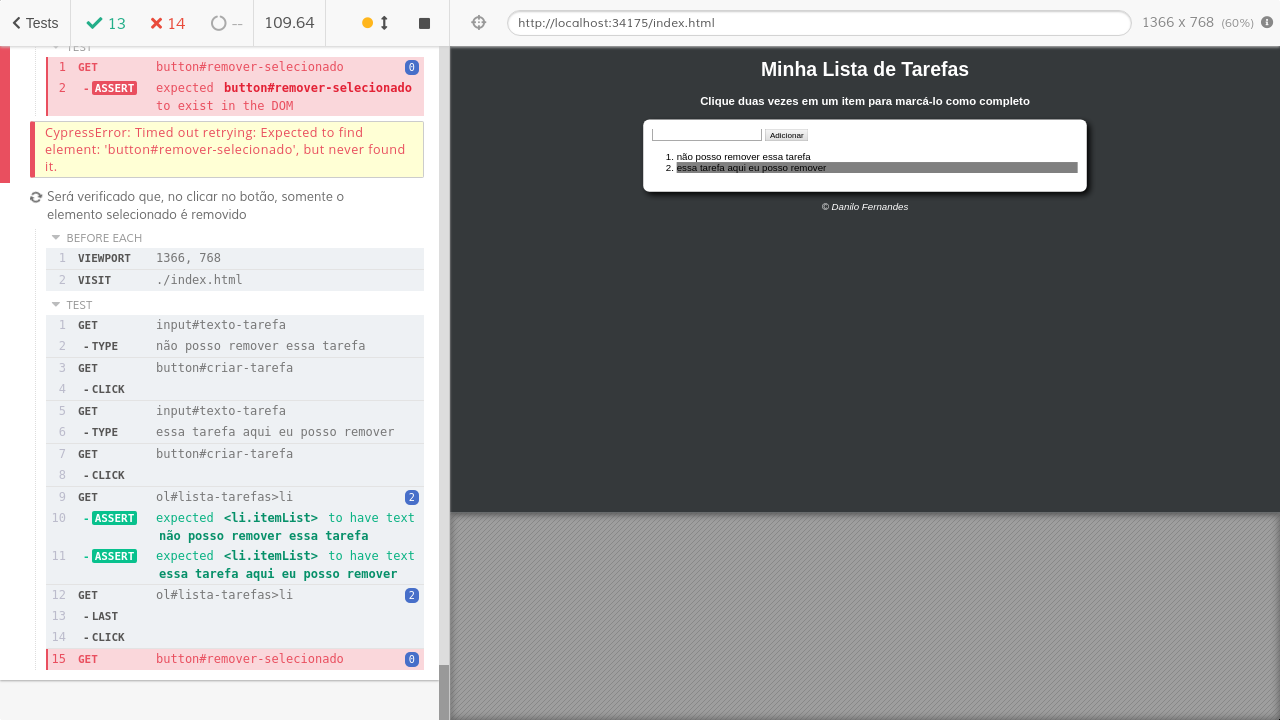 Tests
13
14
--
109.64
http://localhost:34175/index.html
1366 x 768 (60%)
TEST
1 GET button#remover-selecionado 0
2 - ASSERT expected button#remover-selecionado
to exist in the DOM
CypressError: Timed out retrying: Expected to find
element: 'button#remover-selecionado', but never found
it.
Será verificado que, no clicar no botão, somente o
elemento selecionado é removido
BEFORE EACH
1 VIEWPORT 1366, 768
2 VISIT ./index.html
TEST
1 GET input#texto-tarefa
2 - TYPE não posso remover essa tarefa
3 GET button#criar-tarefa
4 - CLICK
5 GET input#texto-tarefa
6 - TYPE essa tarefa aqui eu posso remover
7 GET button#criar-tarefa
8 - CLICK
9 GET ol#lista-tarefas>li 2
10 - ASSERT expected <li.itemList> to have text
não posso remover essa tarefa
11 - ASSERT expected <li.itemList> to have text
essa tarefa aqui eu posso remover
12 GET ol#lista-tarefas>li 2
13 - LAST
14 - CLICK
15 GET button#remover-selecionado 0
Minha Lista de Tarefas
Clique duas vezes em um item para marcá-lo como completo
Adicionar
1. não posso remover essa tarefa
2. essa tarefa aqui eu posso remover
© Danilo Fernandes